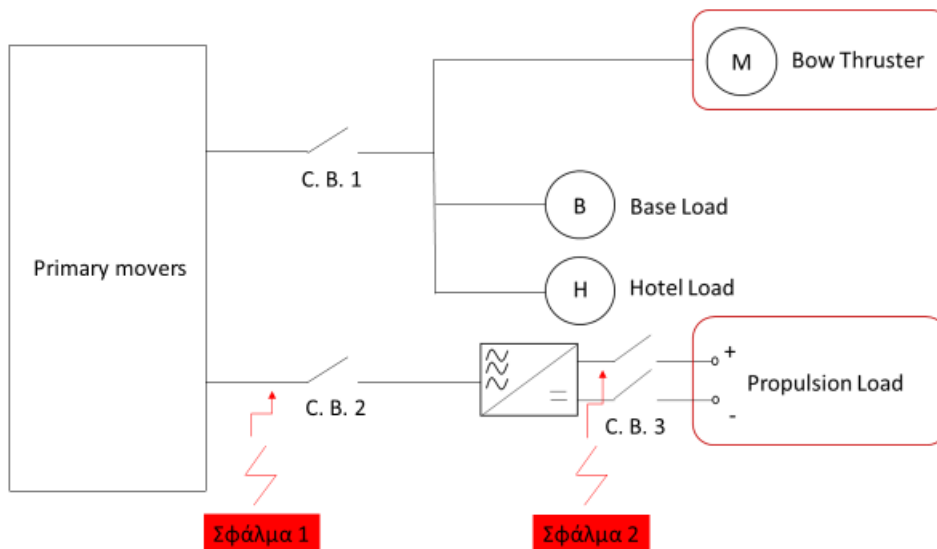 M
Bow Thruster
C. B. 1
B
Base Load
Primary movers
H
Hotel Load
+
Propulsion Load
-
C. B. 2
C. B. 3
Σφάλμα 1
Σφάλμα 2